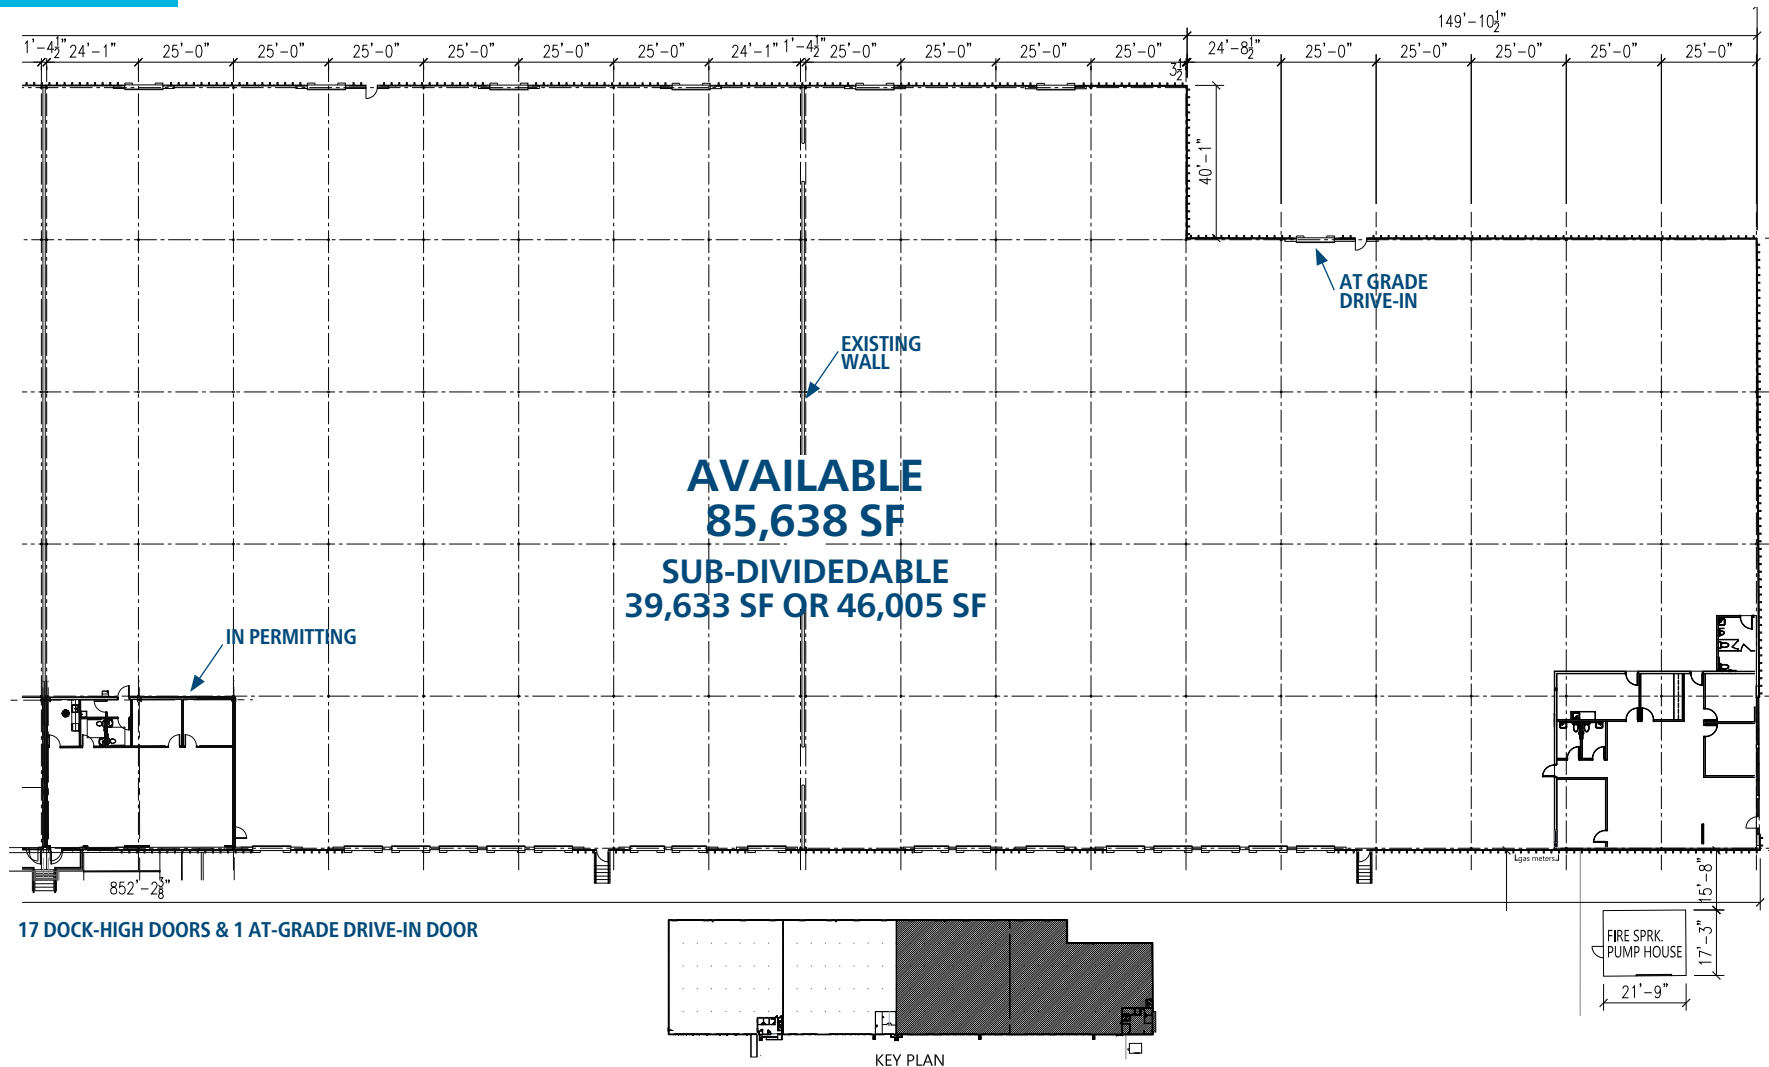 149'-10½"
1'-4½" 24'-1" 25'-0" 25'-0" 25'-0" 25'-0" 25'-0" 25'-0" 24'-1" 1'-4½" 25'-0" 25'-0" 25'-0" 25'-0" 24'-8½" 25'-0" 25'-0" 25'-0" 25'-0" 25'-0"
3½"
40'-1"
AT GRADE
DRIVE-IN
EXISTING
WALL
AVAILABLE
85,638 SF
SUB-DIVIDEDABLE
39,633 SF OR 46,005 SF
IN PERMITTING
gas meters
852'-2⅜"
15'-8"
17 DOCK-HIGH DOORS & 1 AT-GRADE DRIVE-IN DOOR
FIRE SPRK.
PUMP HOUSE
17'-3"
21'-9"
KEY PLAN